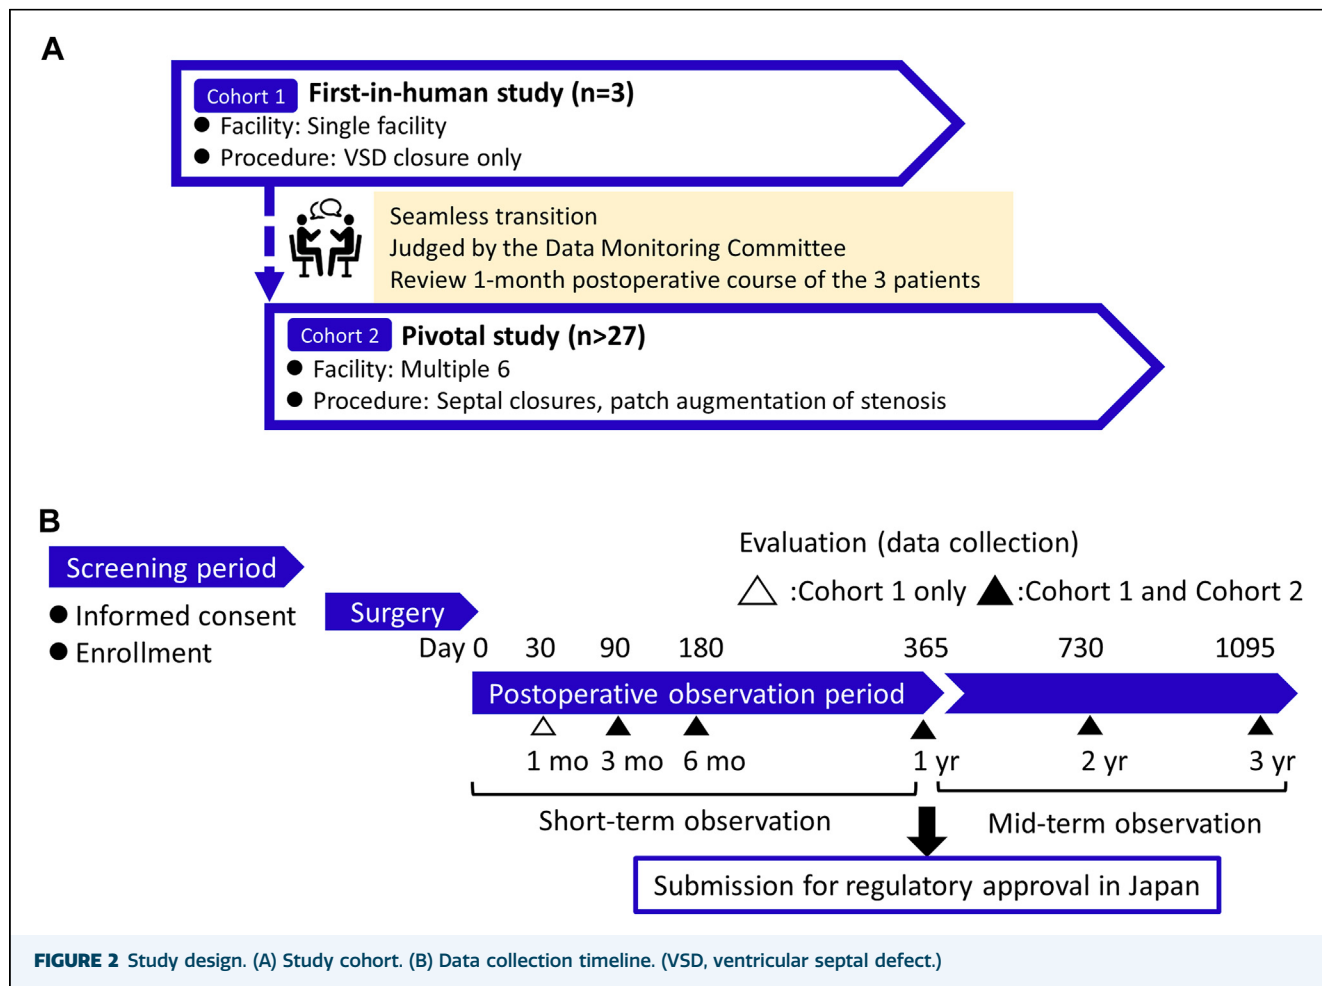 A
Cohort 1 First-in-human study (n=3)
● Facility: Single facility
● Procedure: VSD closure only
Seamless transition
Judged by the Data Monitoring Committee
Review 1-month postoperative course of the 3 patients
Cohort 2 Pivotal study (n>27)
● Facility: Multiple 6
● Procedure: Septal closures, patch augmentation of stenosis
B
Screening period
● Informed consent
● Enrollment
Surgery
Evaluation (data collection)
△ :Cohort 1 only ▲ :Cohort 1 and Cohort 2
Day 0 30 90 180 365 730 1095
Postoperative observation period
1 mo 3 mo 6 mo 1 yr 2 yr 3 yr
Short-term observation Mid-term observation
Submission for regulatory approval in Japan
FIGURE 2 Study design. (A) Study cohort. (B) Data collection timeline. (VSD, ventricular septal defect.)